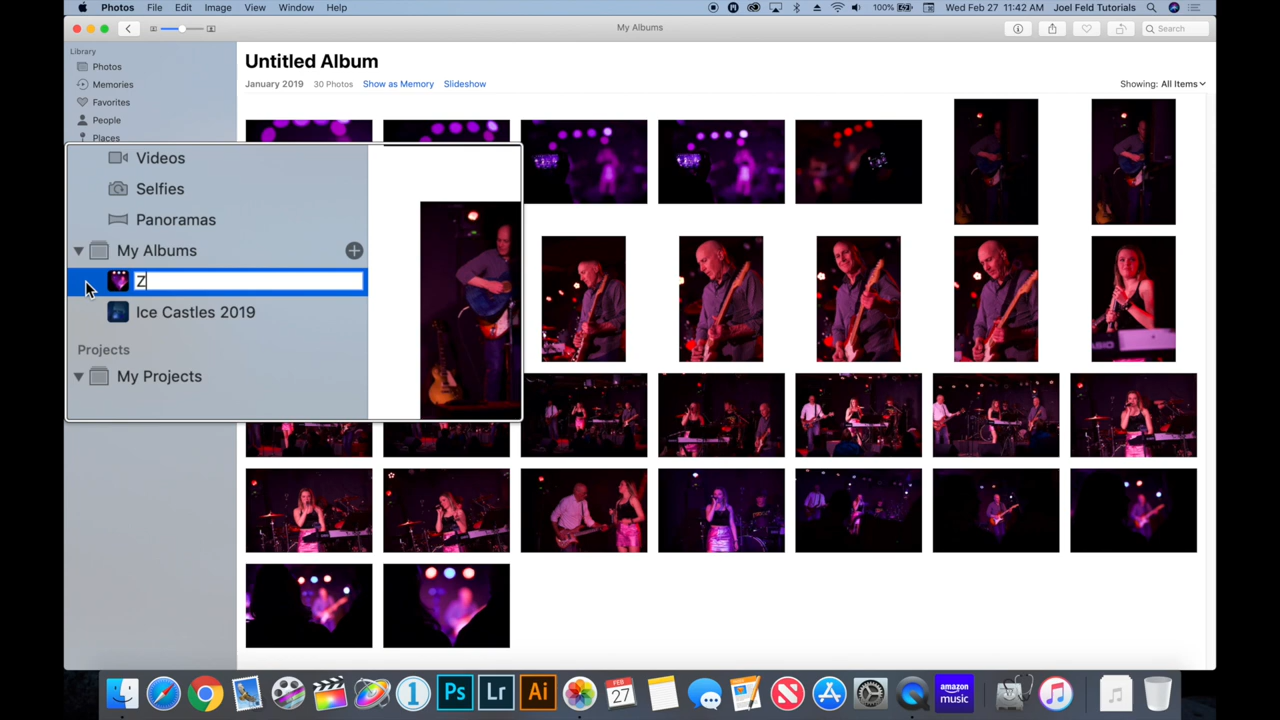 Photos File Edit Image View Window Help 100% Wed Feb 27 11:42 AM Joel Feld Tutorials
My Albums
Search
Library
Photos
Memories
Favorites
People
Places
Untitled Album
January 2019 30 Photos Show as Memory Slideshow Showing: All Items
Videos
Selfies
Panoramas
My Albums
Z
Ice Castles 2019
Projects
My Projects
1 Ps Lr Ai FEB 27 amazon music